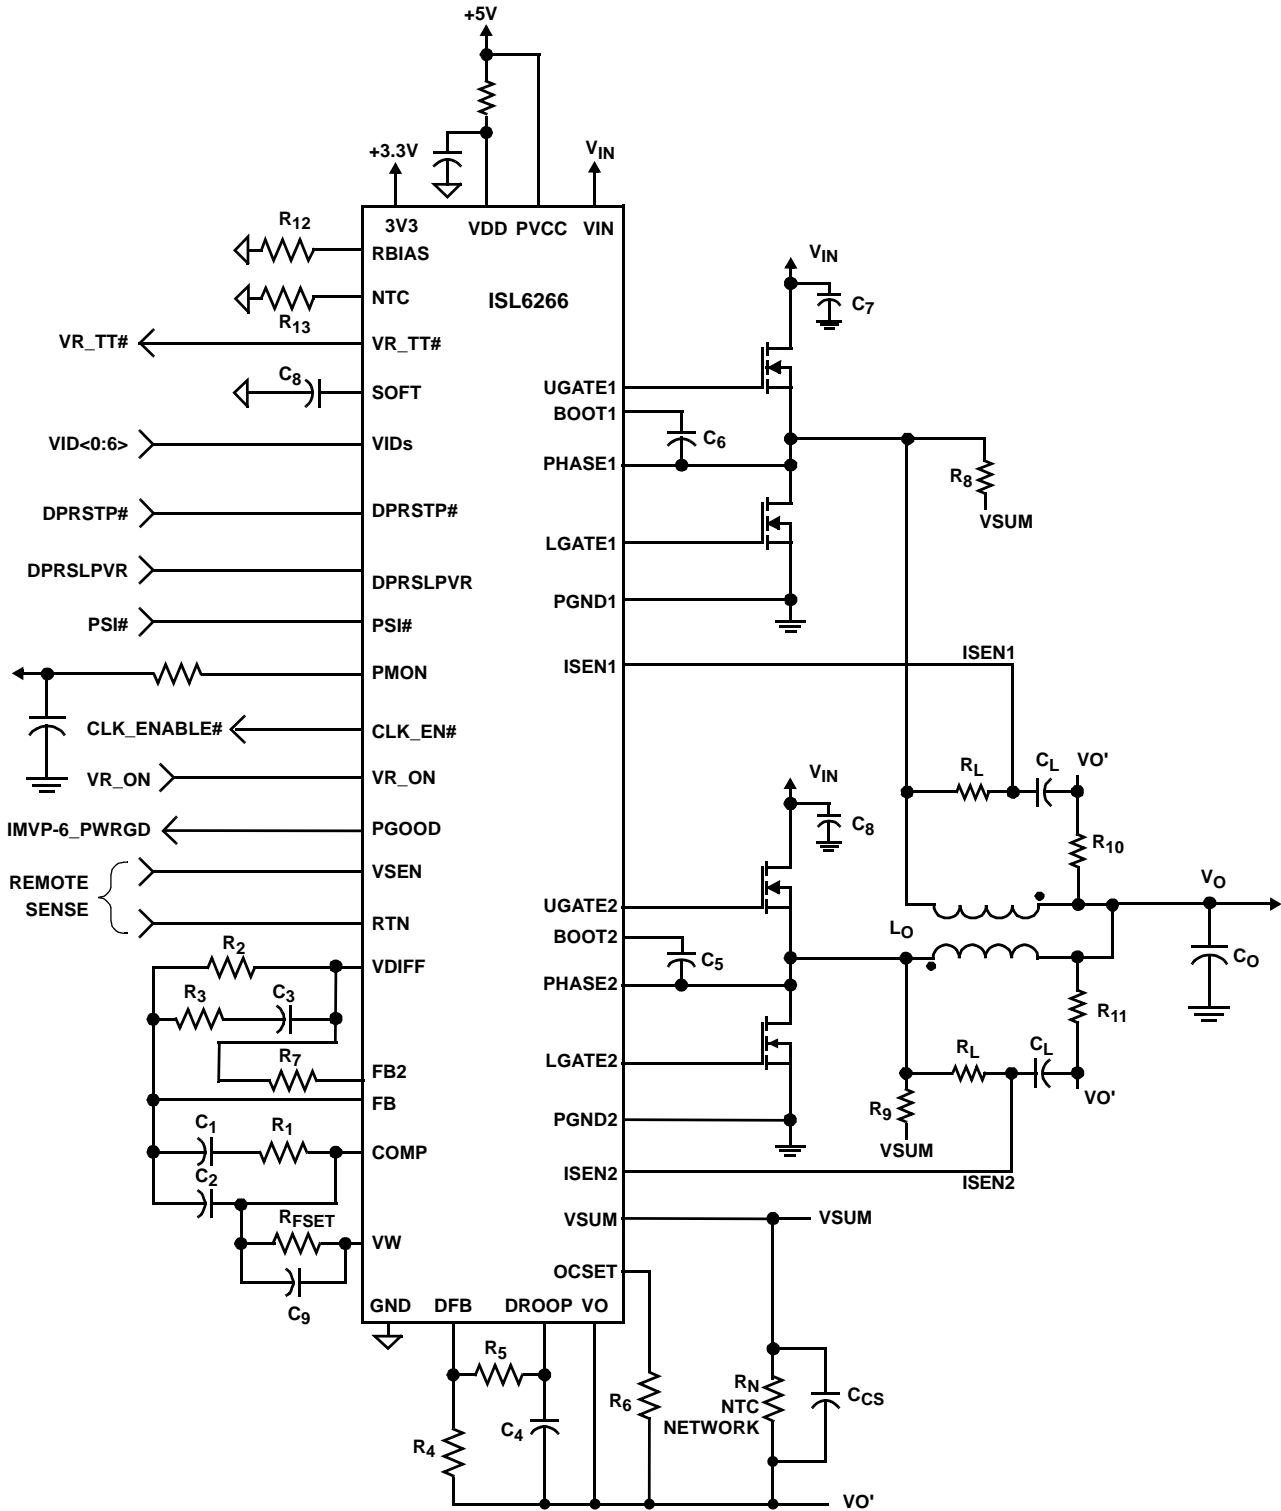 +5V
+3.3V
V_IN
3V3
VDD
PVCC
VIN
ISL6266
R12
RBIAS
NTC
R13
VR_TT#
VR_TT#
C8
SOFT
VID<0:6>
VIDs
DPRSTP#
DPRSTP#
DPRSLPVR
DPRSLPVR
PSI#
PSI#
PMON
CLK_ENABLE#
CLK_EN#
VR_ON
VR_ON
IMVP-6_PWRGD
PGOOD
REMOTE
SENSE
VSEN
RTN
R2
VDIFF
R3
C3
R7
FB2
FB
C1
R1
COMP
C2
RFSET
VW
C9
GND
DFB
DROOP
VO
R5
R4
C4
R6
UGATE1
BOOT1
PHASE1
LGATE1
PGND1
ISEN1
UGATE2
BOOT2
PHASE2
LGATE2
PGND2
ISEN2
VSUM
OCSET
VIN
C7
C6
R8
VSUM
ISEN1
VIN
C8
C5
RL
CL
VO'
R10
VO
LO
CO
R11
RL
CL
VO'
R9
VSUM
ISEN2
VSUM
RN
NTC
NETWORK
CCS
VO'